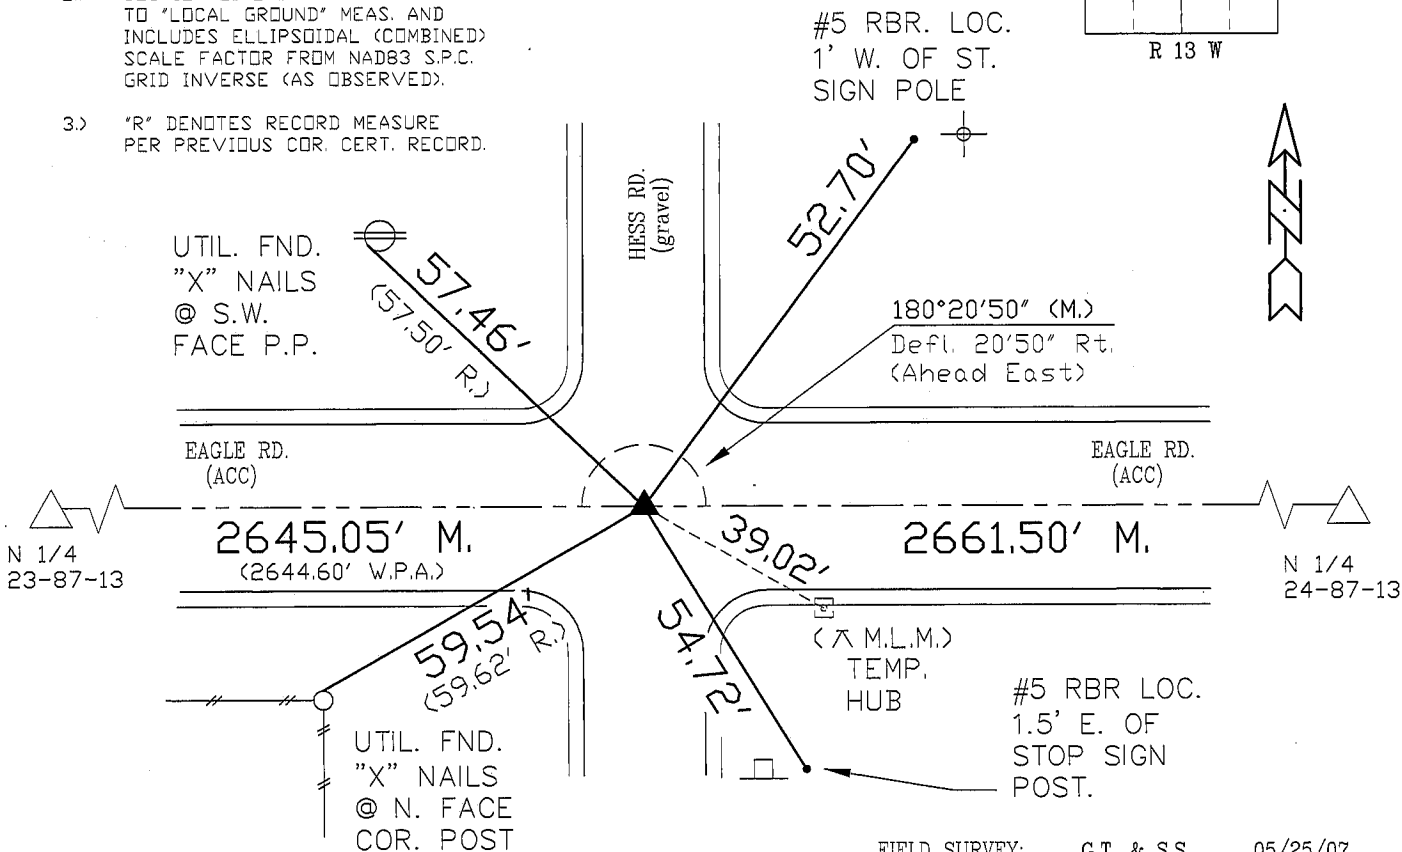 TO "LOCAL GROUND" MEAS. AND
INCLUDES ELLIPSOIDAL (COMBINED)
SCALE FACTOR FROM NAD83 S.P.C.
GRID INVERSE (AS OBSERVED).
3.) "R" DENOTES RECORD MEASURE
PER PREVIOUS COR. CERT. RECORD.
#5 RBR. LOC.
1' W. OF ST.
SIGN POLE
R 13 W
N
HESS RD.
(gravel)
UTIL. FND.
"X" NAILS
@ S.W.
FACE P.P.
57.46'
(57.50' R.)
52.70'
180°20'50" (M.)
Defl. 20'50" Rt.
(Ahead East)
EAGLE RD.
(ACC)
EAGLE RD.
(ACC)
N 1/4
23-87-13
2645.05' M.
(2644.60' W.P.A.)
39.02'
2661.50' M.
N 1/4
24-87-13
59.54'
(59.62' R.)
54.72'
( M.L.M.)
TEMP.
HUB
#5 RBR LOC.
1.5' E. OF
STOP SIGN
POST.
UTIL. FND.
"X" NAILS
@ N. FACE
COR. POST
FIELD SURVEY: G.T. & S.S. 05/25/07